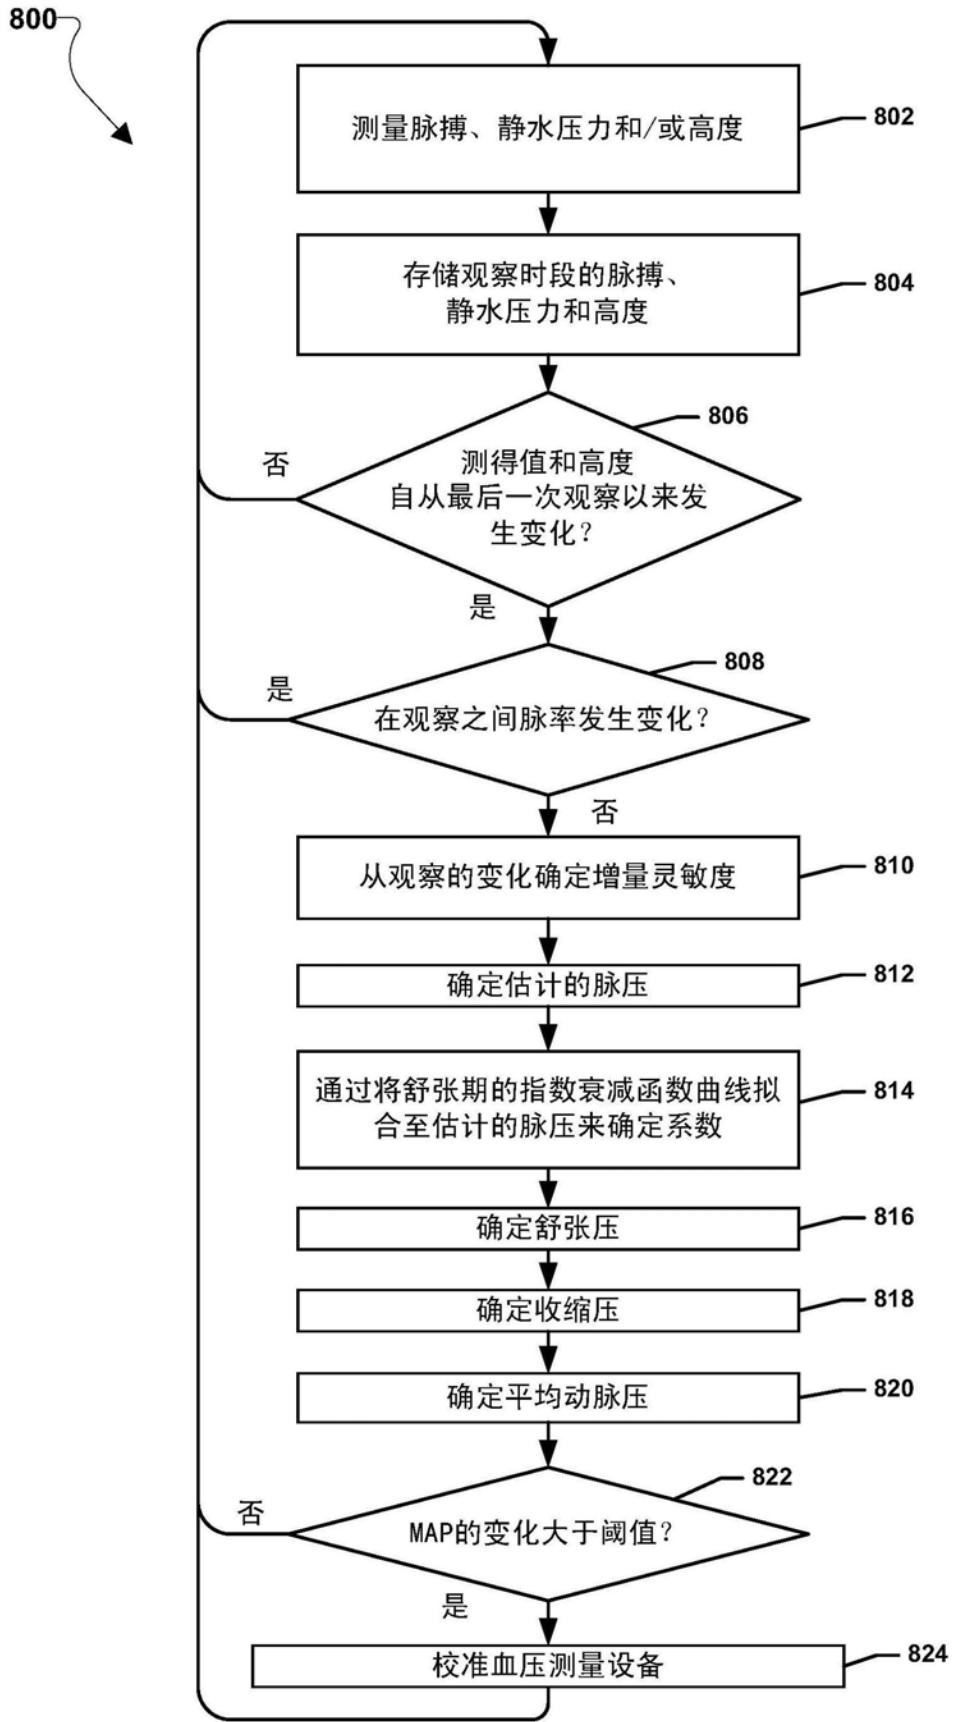 800
测量脉搏、静水压力和/或高度
802
存储观察时段的脉搏、
静水压力和高度
804
806
测得值和高度
自从最后一次观察以来发
生变化?
否
是
808
在观察之间脉率发生变化?
是
否
从观察的变化确定增量灵敏度
810
确定估计的脉压
812
通过将舒张期的指数衰减函数曲线拟
合至估计的脉压来确定系数
814
确定舒张压
816
确定收缩压
818
确定平均动脉压
820
822
MAP的变化大于阈值?
否
是
校准血压测量设备
824